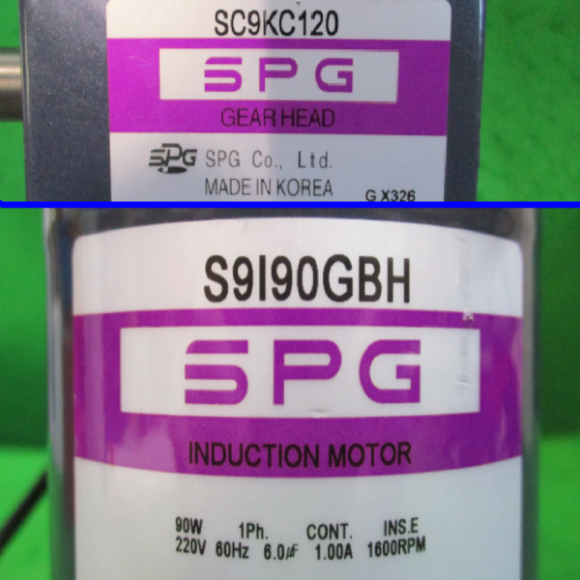 SC9KC120
SPG
GEAR HEAD
SPG SPG Co., Ltd.
MADE IN KOREA
G X326
S9I90GBH
SPG
INDUCTION MOTOR
90W 1Ph. CONT. INS.E
220V 60Hz 6.0㎌ 1.00A 1600RPM